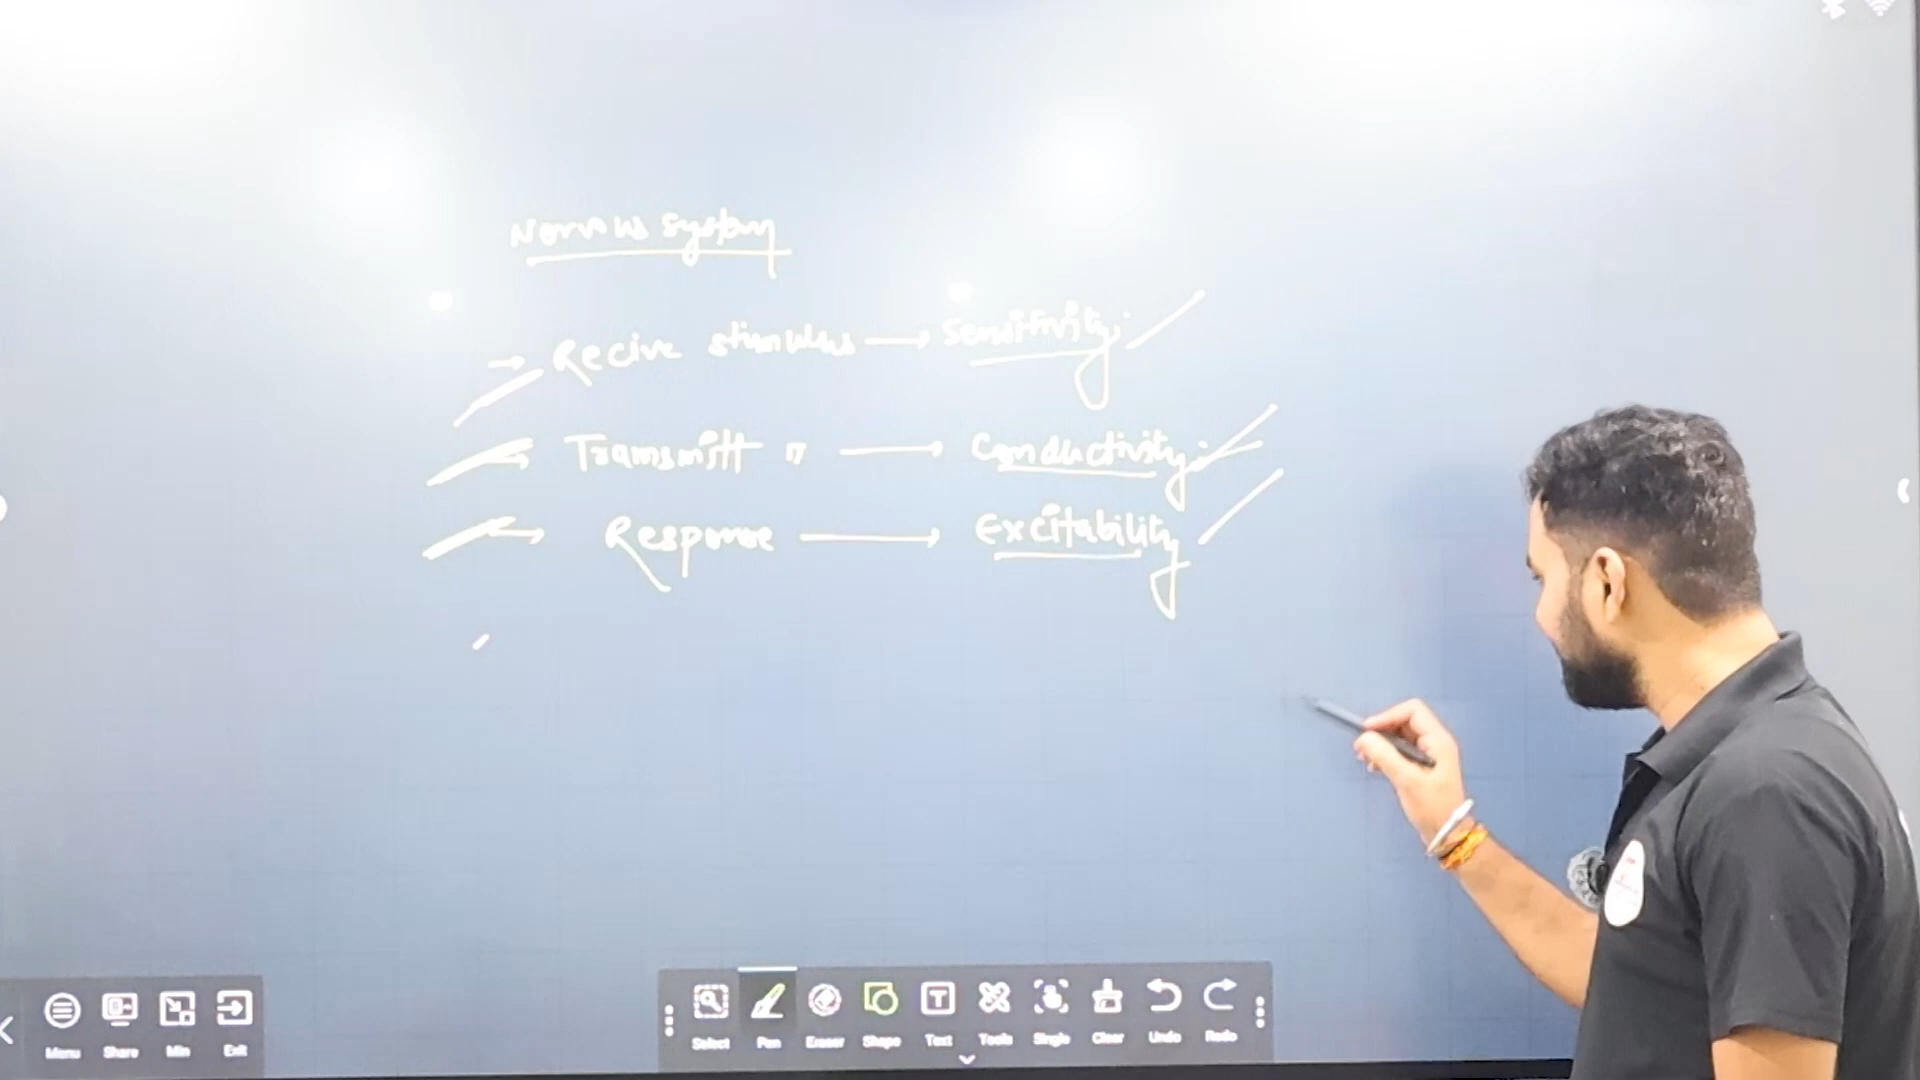 Nervous system
→ Recive stimulus → Sensitivity
→ Transmitt " → Conductivity
→ Response → Excitability
Menu Share Min Exit
Select Pen Eraser Shape Text Tools Single Clear Undo Redo